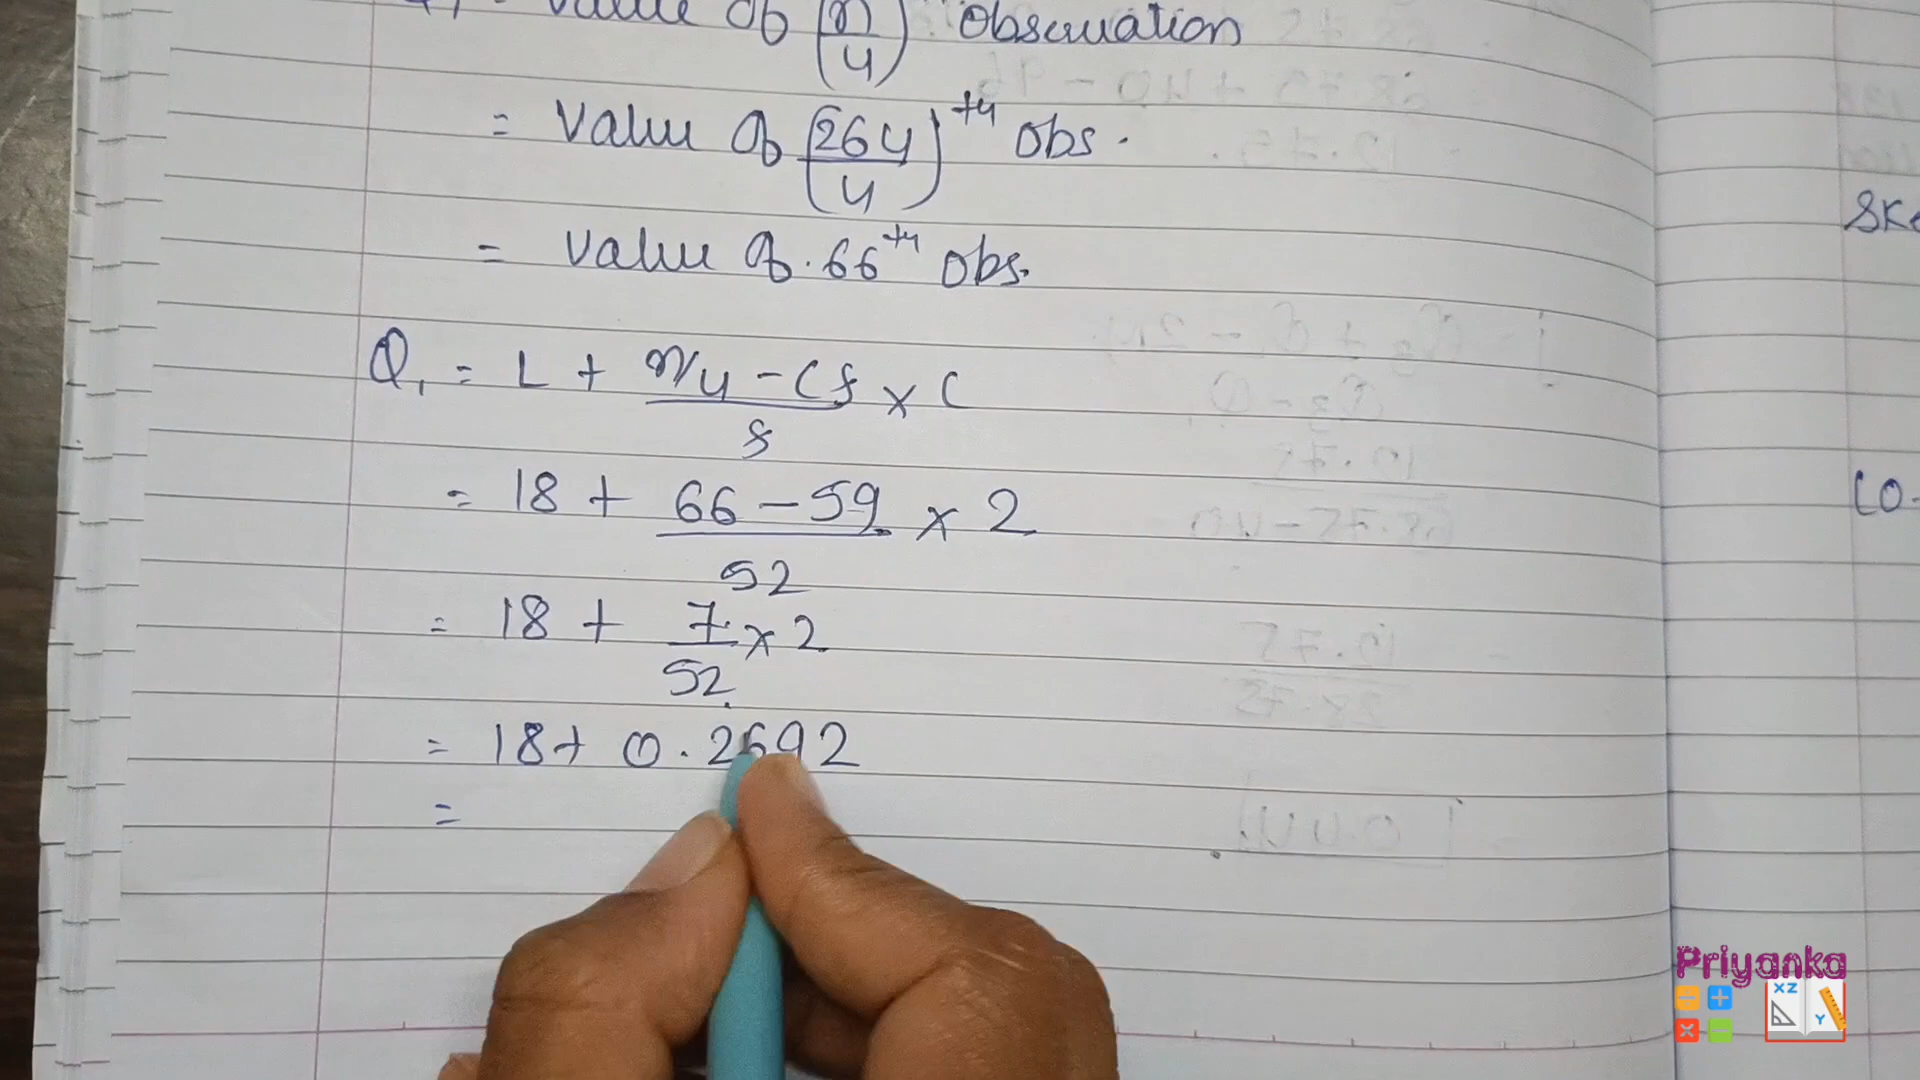 Value Of (n/4) Observation
= Value Of (264/4)th Obs.
= Value Of 66th Obs.
Q₁ = L + n/4 - Cf × C
f
= 18 + 66 - 59 × 2
52
= 18 + 7 × 2
52
= 18 + 0.2692
=
Priyanka
XZ
Y